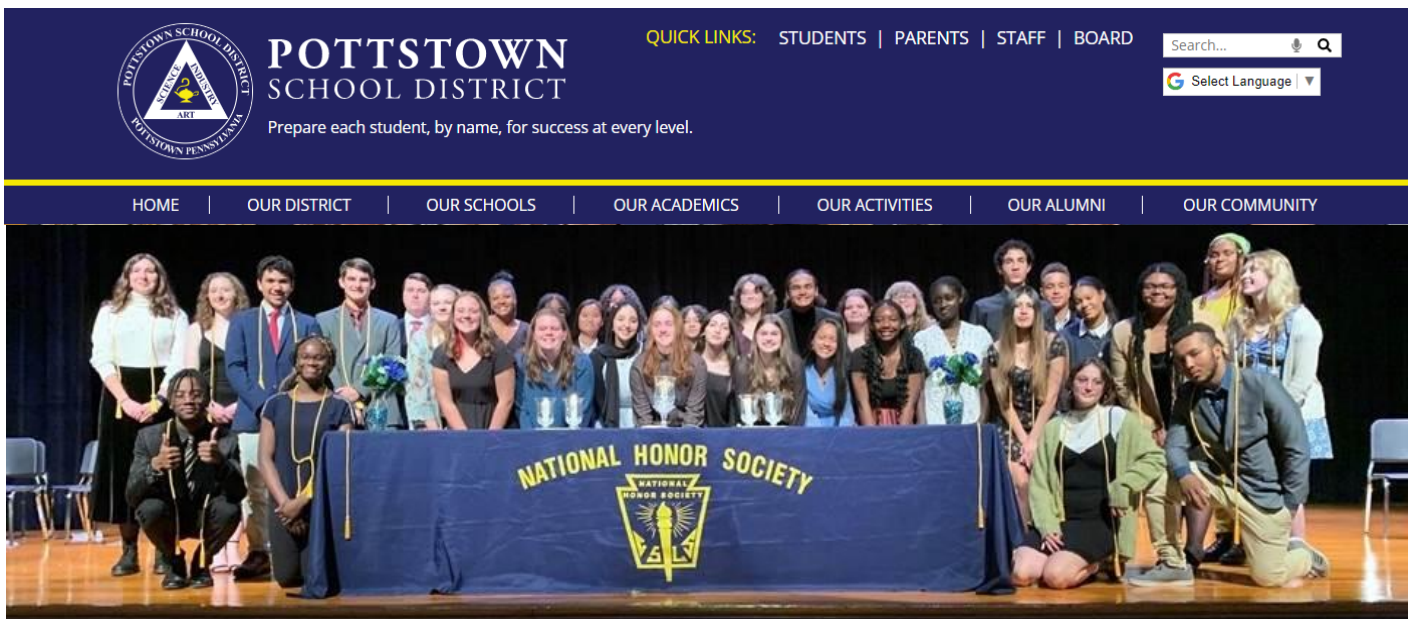 POTTSTOWN SCHOOL DISTRICT
SCIENCE
INDUSTRY
ART
POTTSTOWN PENNSYLVANIA
POTTSTOWN
SCHOOL DISTRICT
Prepare each student, by name, for success at every level.
QUICK LINKS: STUDENTS | PARENTS | STAFF | BOARD
Search...
Select Language ▼
HOME | OUR DISTRICT | OUR SCHOOLS | OUR ACADEMICS | OUR ACTIVITIES | OUR ALUMNI | OUR COMMUNITY
NATIONAL HONOR SOCIETY
NATIONAL
HONOR SOCIETY
C S L S